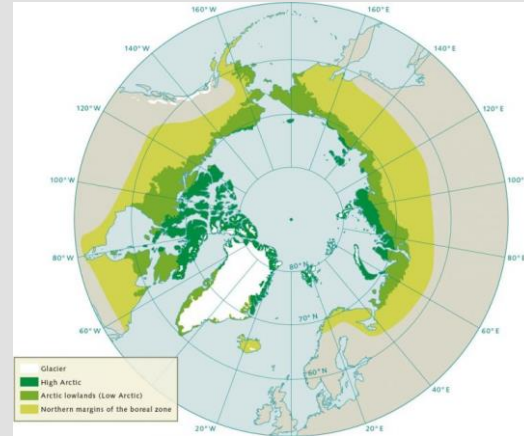 160° W
160° E
140° W
140° E
120° W
120° E
100° W
100° E
80° W
80° E
60° W
60° E
80° N
70° N
60° N
40° E
20° W
20° E
Glacier
High Arctic
Arctic lowlands (Low Arctic)
Northern margins of the boreal zone